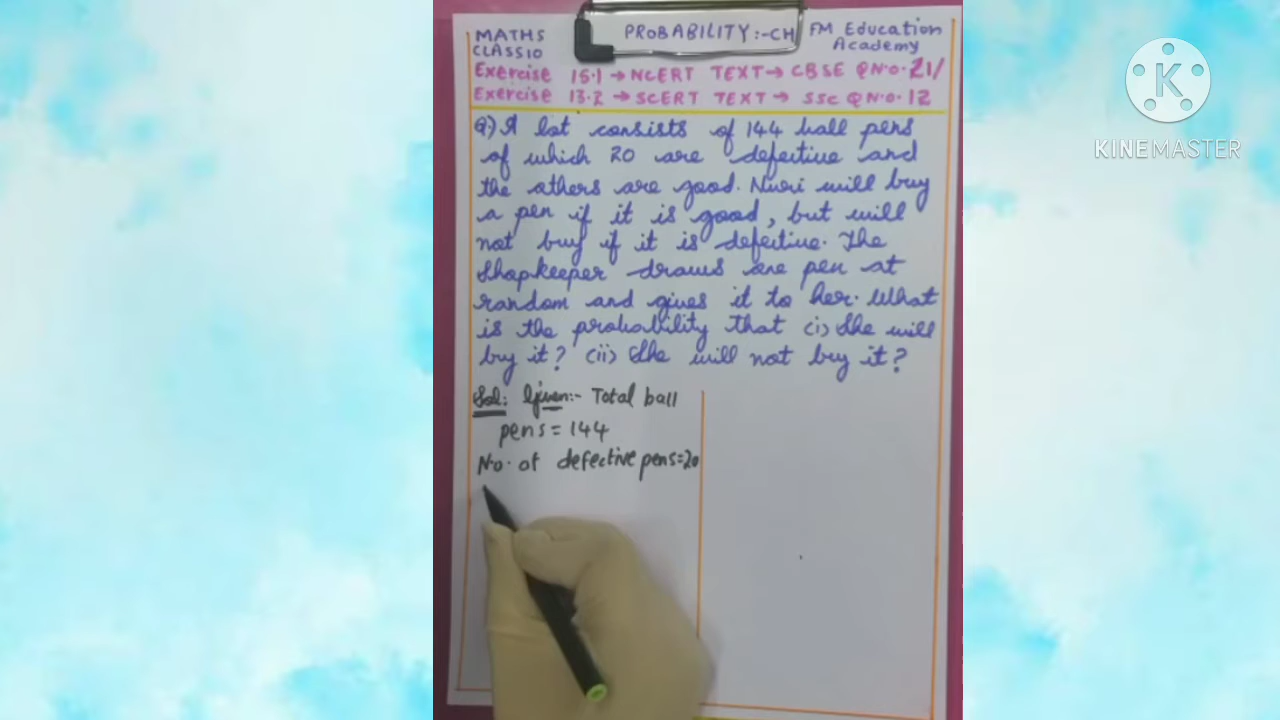 MATHS
CLASS10
PROBABILITY:-CH
FM Education
Academy
Exercise 15.1 → NCERT TEXT → CBSE QN.O.21/
Exercise 13.2 → SCERT TEXT → SSC QN.O.12
Q) A lot consists of 144 ball pens
of which 20 are defective and
the others are good. Nuri will buy
a pen if it is good, but will
not buy if it is defective. The
shopkeeper draws one pen at
random and gives it to her. What
is the probability that (i) She will
buy it? (ii) She will not buy it?
Sol: Given:- Total ball
pens = 144
N.o. of defective pens=20
K
KINEMASTER